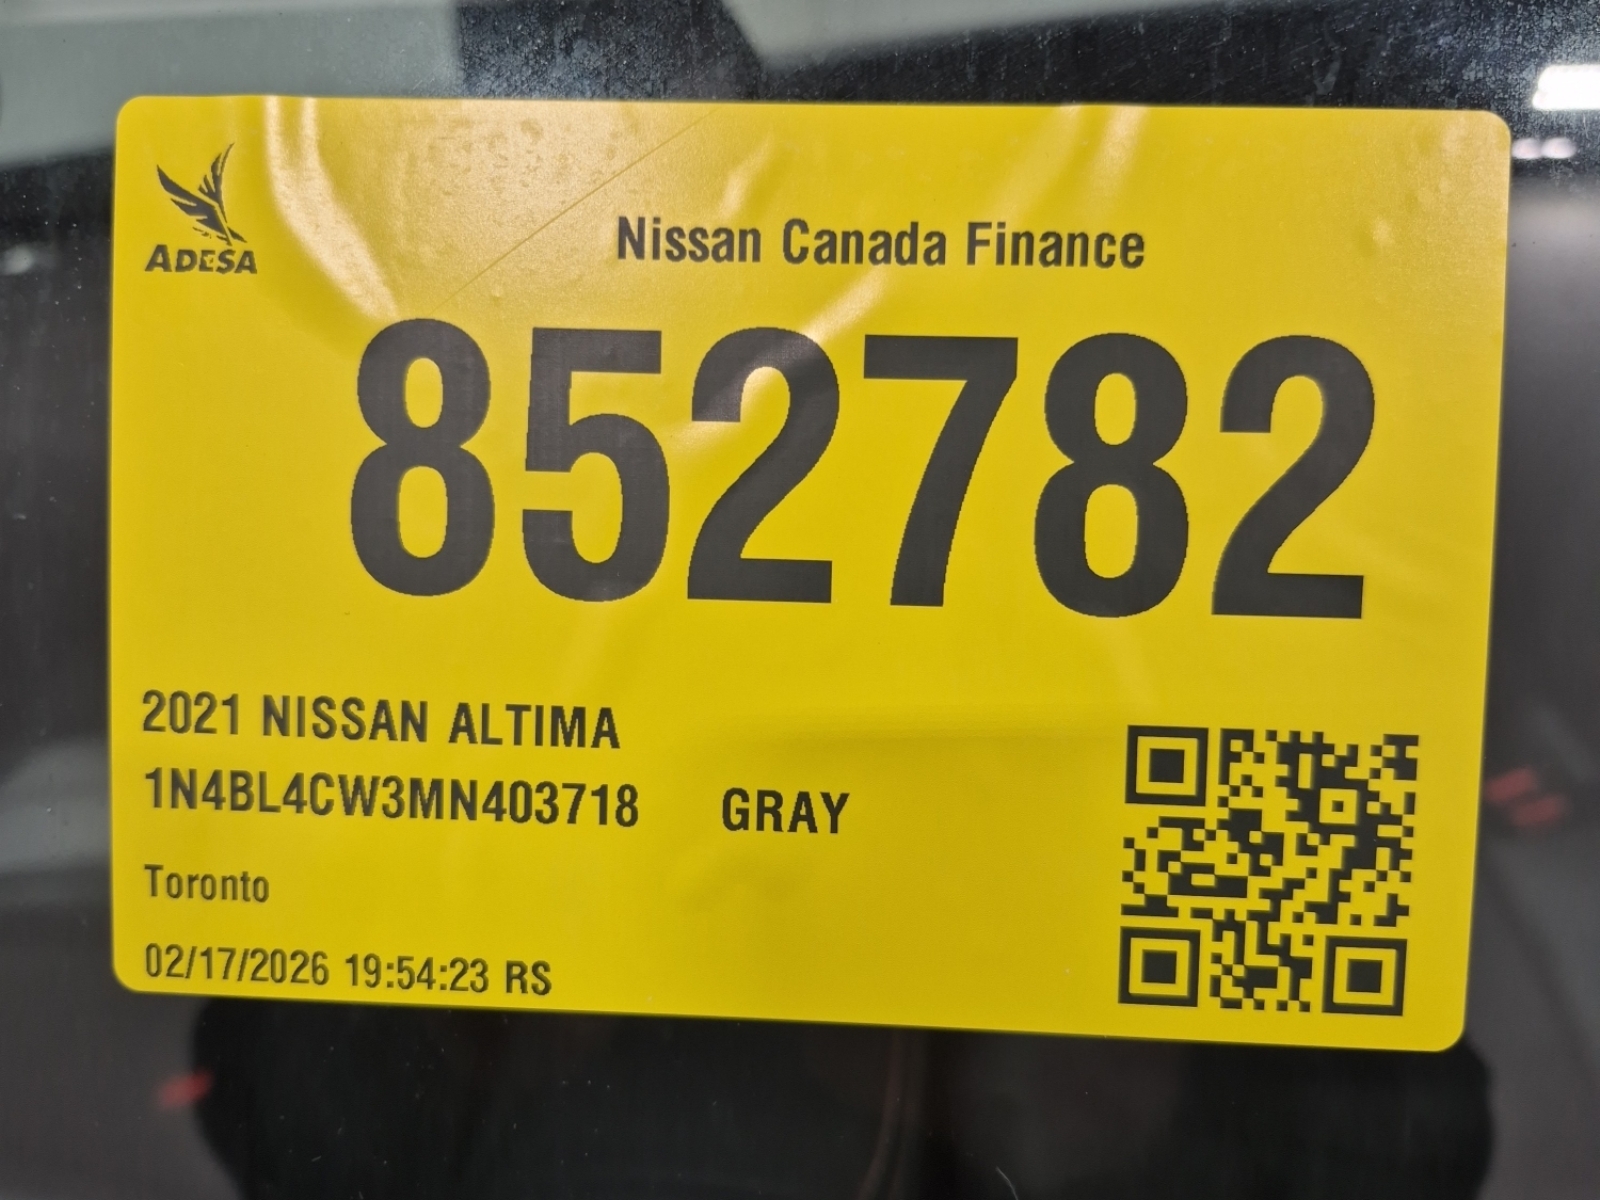 ADESA
Nissan Canada Finance
852782
2021 NISSAN ALTIMA
1N4BL4CW3MN403718 GRAY
Toronto
02/17/2026 19:54:23 RS